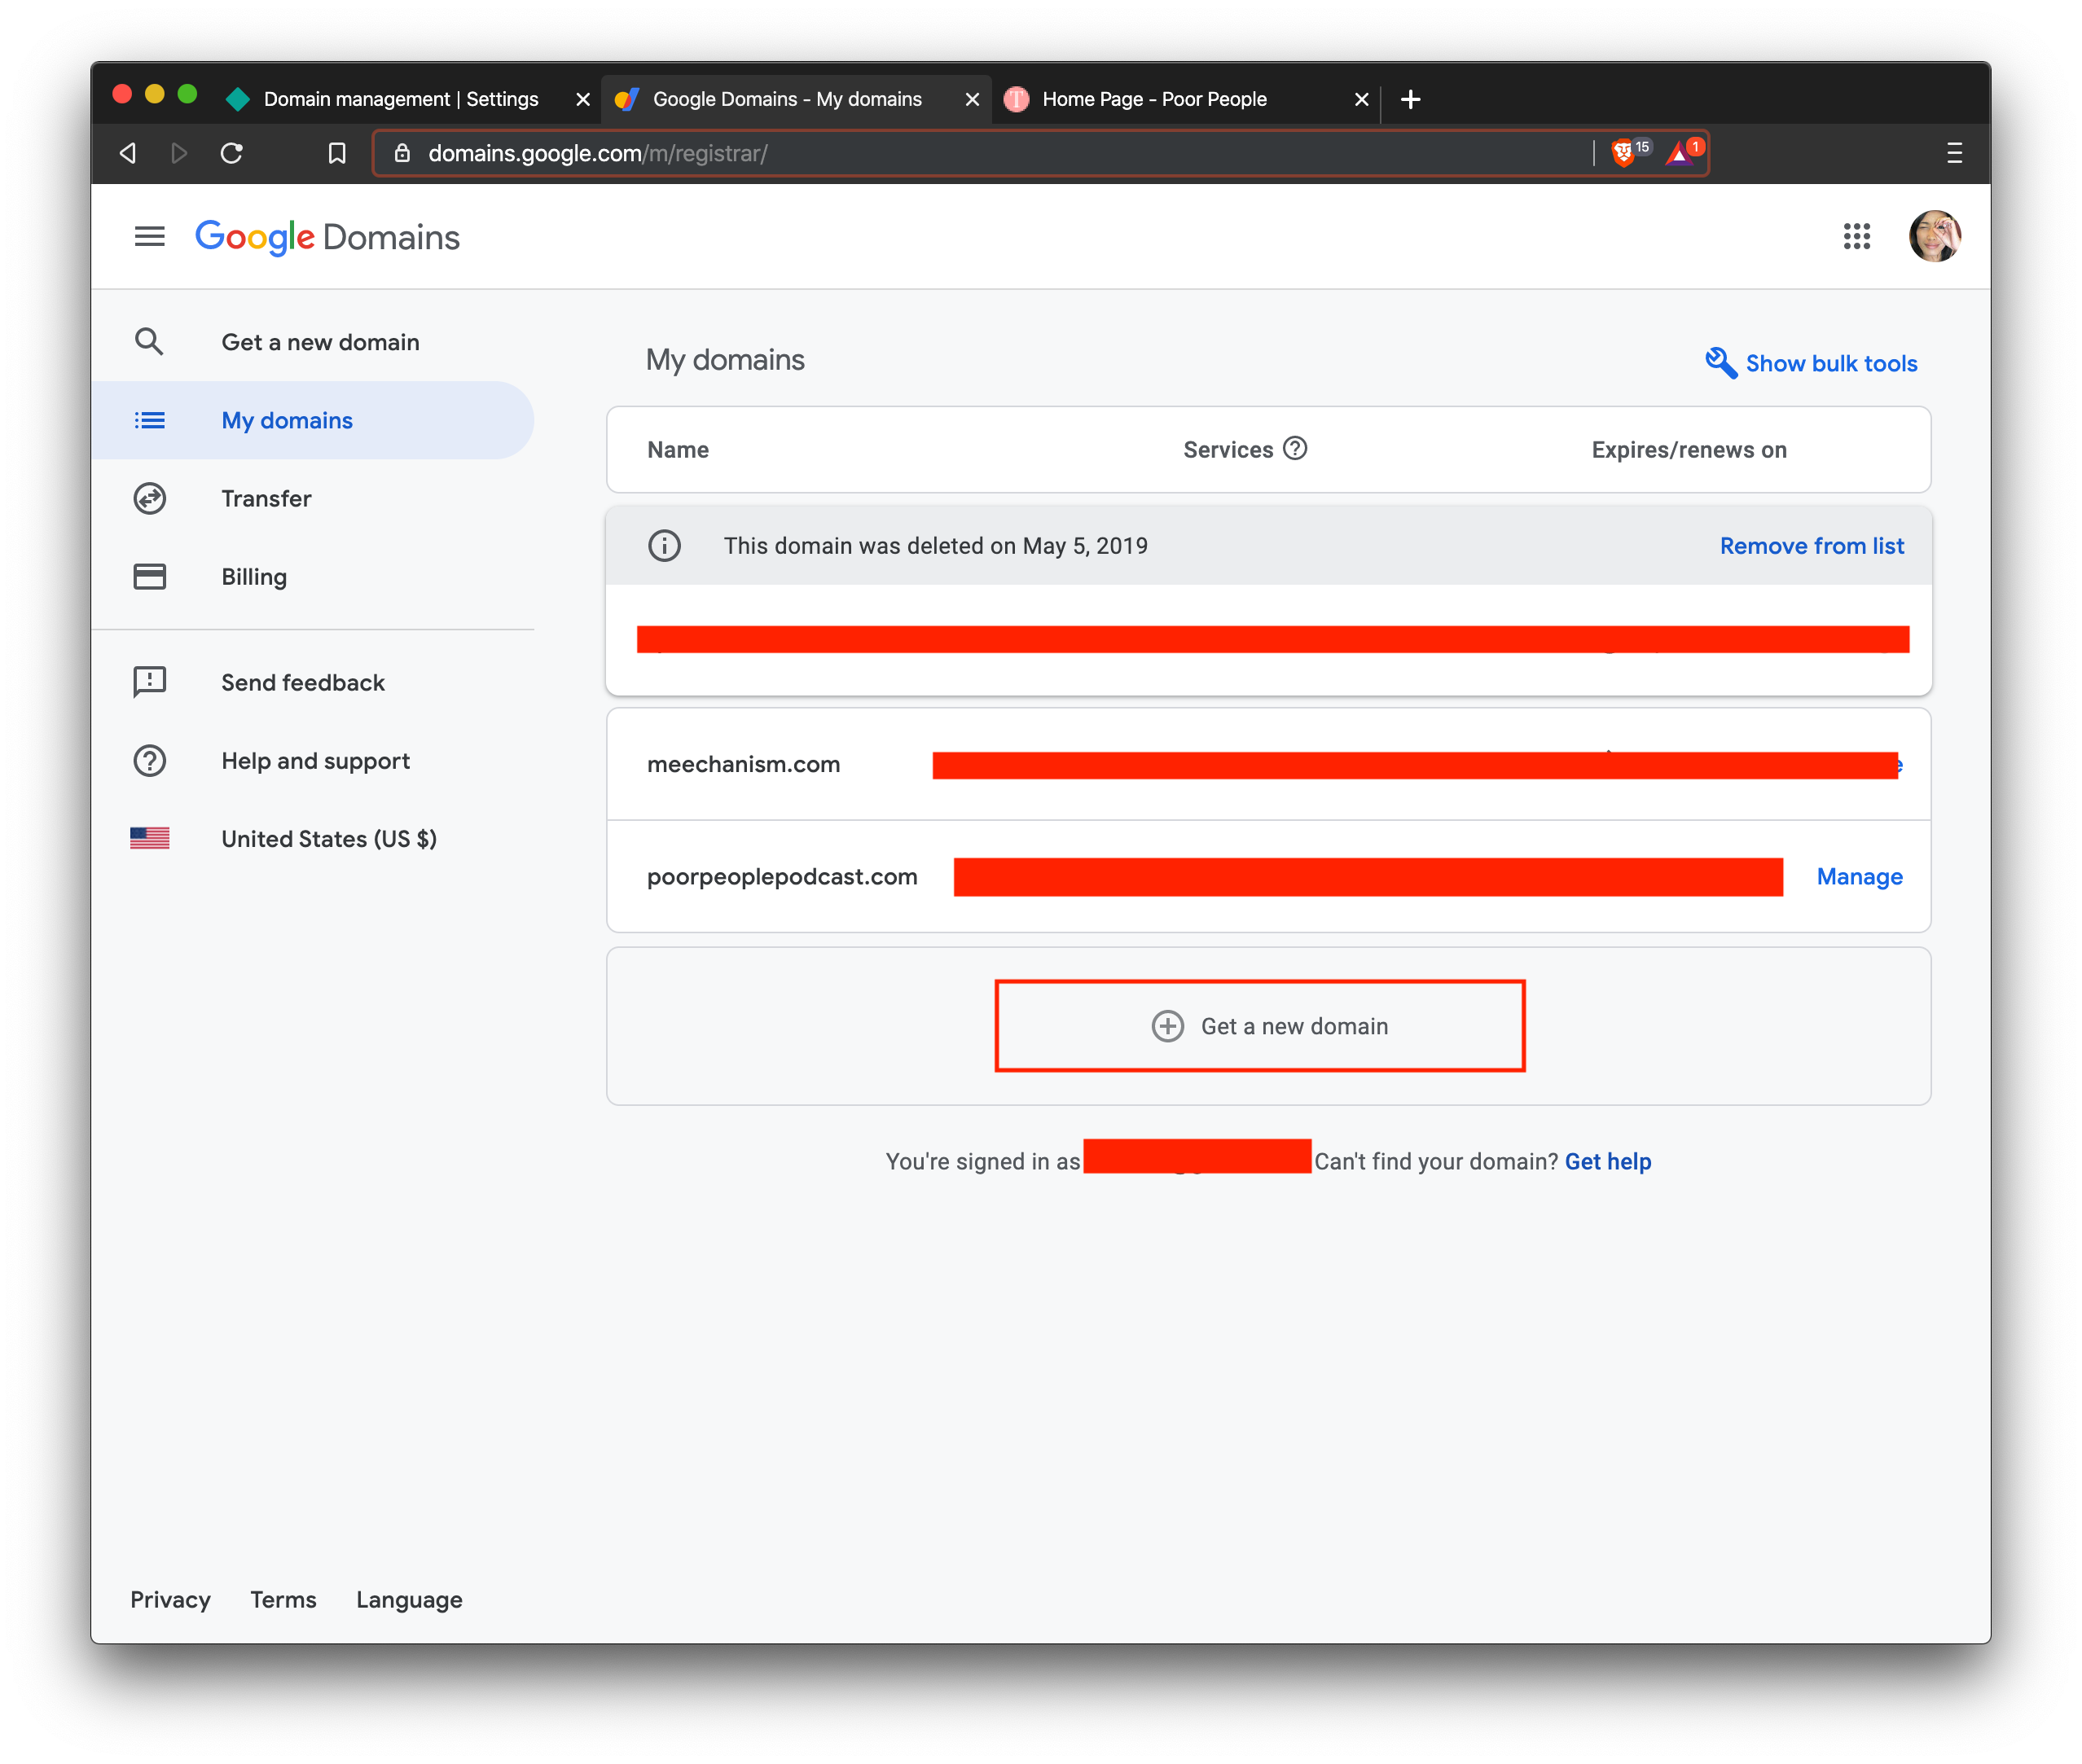 Domain management | Settings
Google Domains - My domains
Home Page - Poor People
domains.google.com/m/registrar/
15
1
Google Domains
Get a new domain
My domains
Transfer
Billing
Send feedback
Help and support
United States (US $)
My domains
Show bulk tools
Name Services Expires/renews on
This domain was deleted on May 5, 2019 Remove from list
meechanism.com
poorpeoplepodcast.com Manage
Get a new domain
You're signed in as Can't find your domain? Get help
Privacy Terms Language